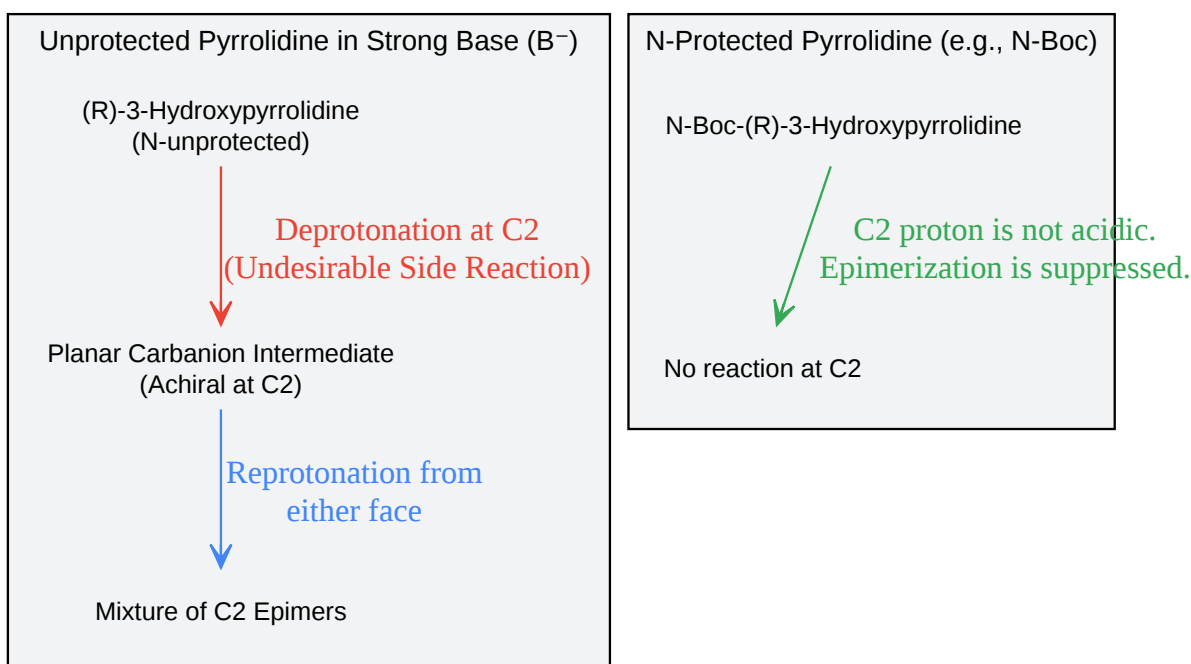 Unprotected Pyrrolidine in Strong Base (B⁻)
(R)-3-Hydroxypyrrolidine
(N-unprotected)
Deprotonation at C2
(Undesirable Side Reaction)
Planar Carbanion Intermediate
(Achiral at C2)
Reprotonation from
either face
Mixture of C2 Epimers
N-Protected Pyrrolidine (e.g., N-Boc)
N-Boc-(R)-3-Hydroxypyrrolidine
C2 proton is not acidic.
Epimerization is suppressed.
No reaction at C2